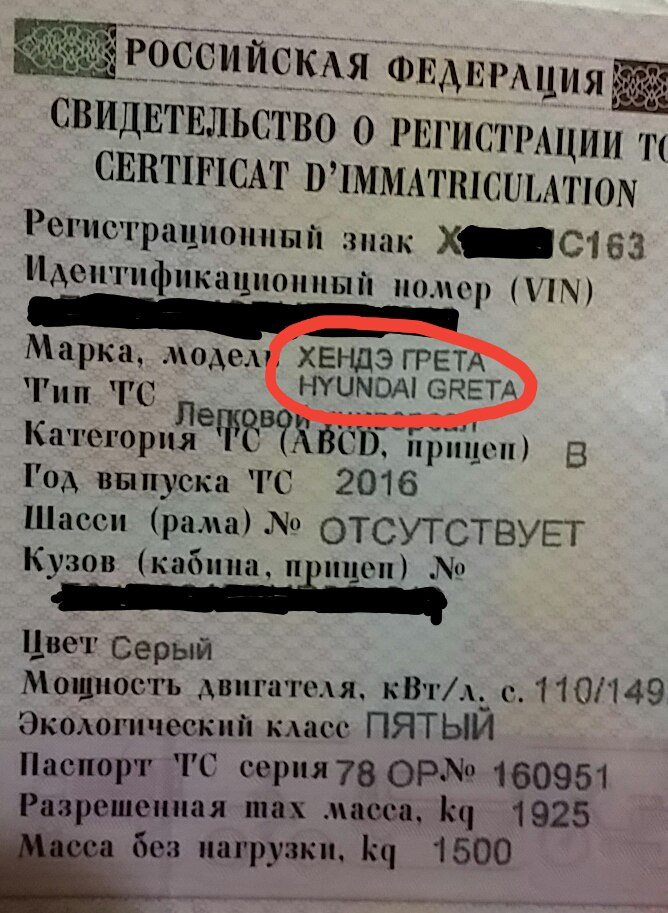 РОССИЙСКАЯ ФЕДЕРАЦИЯ
СВИДЕТЕЛЬСТВО О РЕГИСТРАЦИИ ТС
CERTIFICAT D'IMMATRICULATION
Регистрационный знак Х С163
Идентификационный номер (VIN)
Марка, модель ХЕНДЭ ГРЕТА
HYUNDAI GRETA
Тип ТС Легковой универсал
Категория ТС (ABCD, прицеп) В
Год выпуска ТС 2016
Шасси (рама) № ОТСУТСТВУЕТ
Кузов (кабина, прицеп) №
Цвет Серый
Мощность двигателя, кВт/л. с. 110/149
Экологический класс ПЯТЫЙ
Паспорт ТС серия 78 ОР № 160951
Разрешенная max масса, kg 1925
Масса без нагрузки, kg 1500